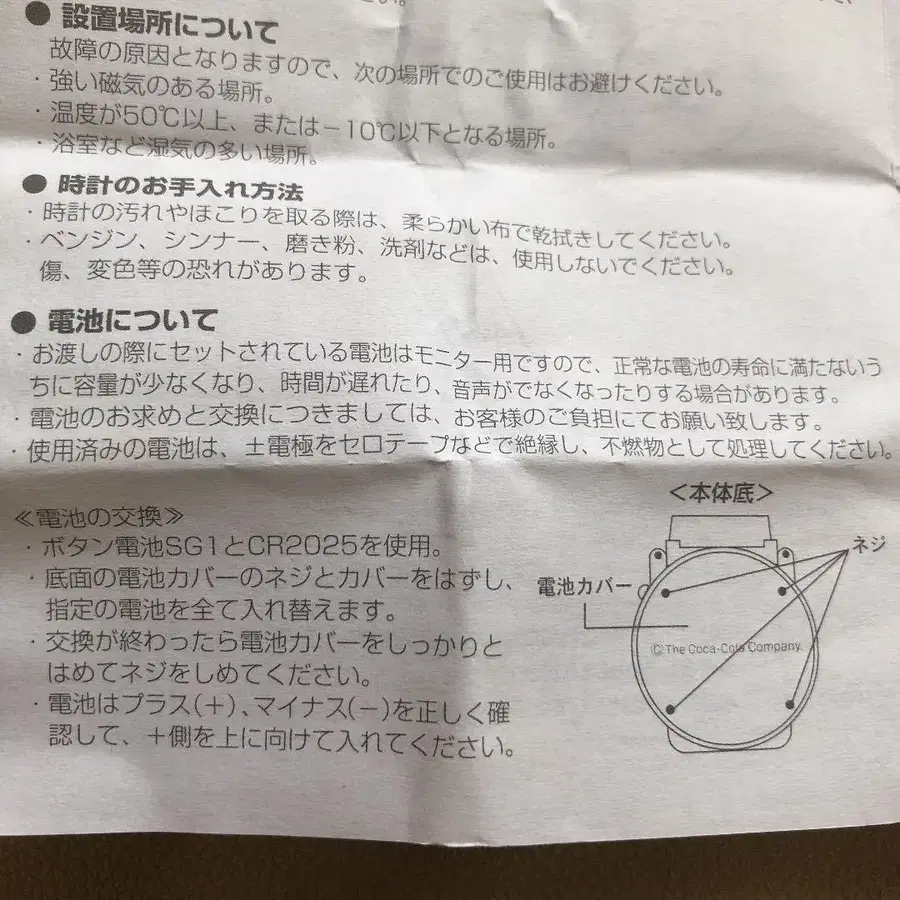 ● 設置場所について
故障の原因となりますので、次の場所でのご使用はお避けください。
・強い磁気のある場所。
・温度が50℃以上、または－10℃以下となる場所。
・浴室など湿気の多い場所。
● 時計のお手入れ方法
・時計の汚れやほこりを取る際は、柔らかい布で乾拭きしてください。
・ベンジン、シンナー、磨き粉、洗剤などは、使用しないでください。
傷、変色等の恐れがあります。
● 電池について
・お渡しの際にセットされている電池はモニター用ですので、正常な電池の寿命に満たないう
ちに容量が少なくなり、時間が遅れたり、音声がでなくなったりする場合があります。
・電池のお求めと交換につきましては、お客様のご負担にてお願い致します。
・使用済みの電池は、±電極をセロテープなどで絶縁し、不燃物として処理してください。
≪電池の交換≫
・ボタン電池SG1とCR2025を使用。
・底面の電池カバーのネジとカバーをはずし、
指定の電池を全て入れ替えます。
・交換が終わったら電池カバーをしっかりと
はめてネジをしめてください。
・電池はプラス(＋)、マイナス(－)を正しく確
認して、＋側を上に向けて入れてください。
＜本体底＞
ネジ
電池カバー
© The Coca-Cola Company.